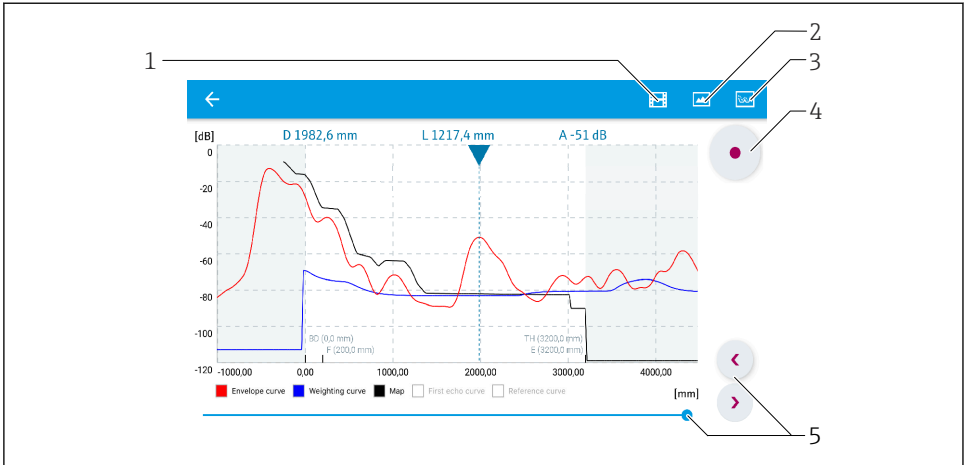 1
2
3
4
[dB]
D 1982,6 mm
L 1217,4 mm
A -51 dB
0
-20
-40
-60
-80
-100
-120
BD (0,0 mm)
F (200,0 mm)
TH (3200,0 mm)
E (3200,0 mm)
-1000,00
0,00
1000,00
2000,00
3000,00
4000,00
Envelope curve
Weighting curve
Map
First echo curve
Reference curve
[mm]
5